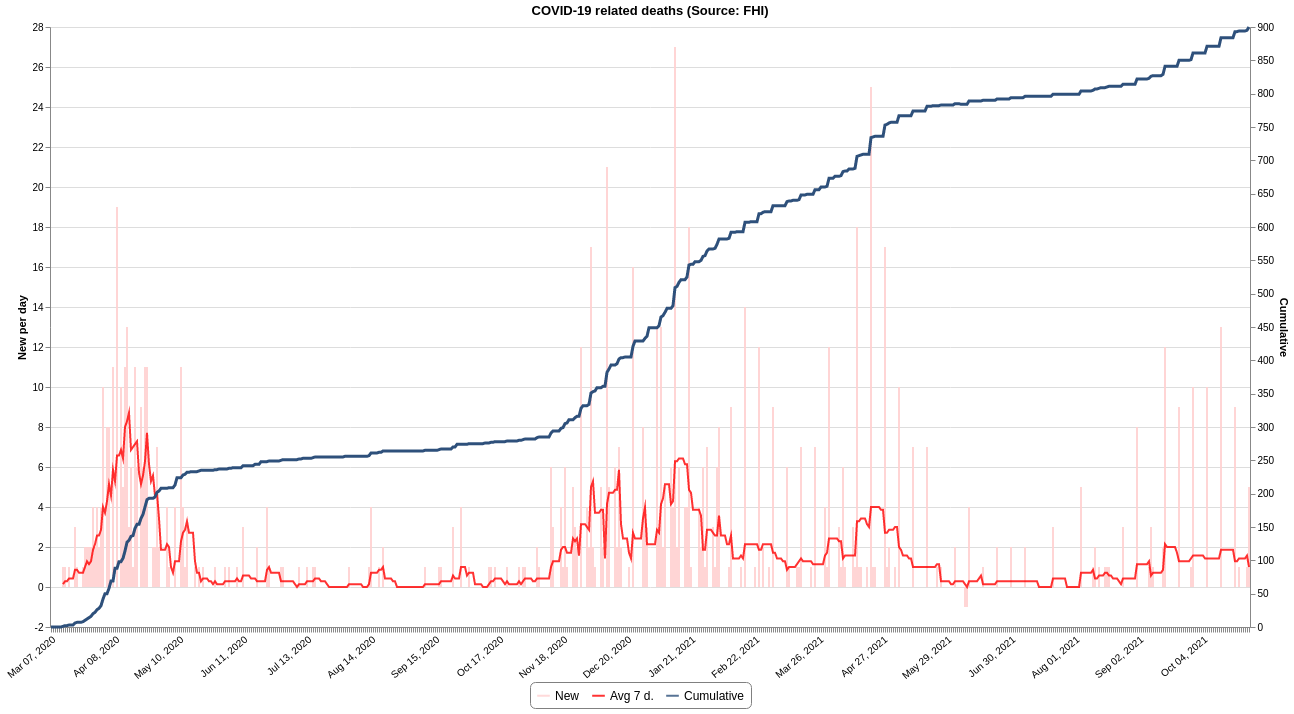 COVID-19 related deaths (Source: FHI)
New per day
28
26
24
22
20
18
16
14
12
10
8
6
4
2
0
-2
900
850
800
750
700
650
600
550
500
450
400
350
300
250
200
150
100
50
0
Cumulative
Mar 07, 2020
Apr 08, 2020
May 10, 2020
Jun 11, 2020
Jul 13, 2020
Aug 14, 2020
Sep 15, 2020
Oct 17, 2020
Nov 18, 2020
Dec 20, 2020
Jan 21, 2021
Feb 22, 2021
Mar 26, 2021
Apr 27, 2021
May 29, 2021
Jun 30, 2021
Aug 01, 2021
Sep 02, 2021
Oct 04, 2021
New Avg 7 d. Cumulative